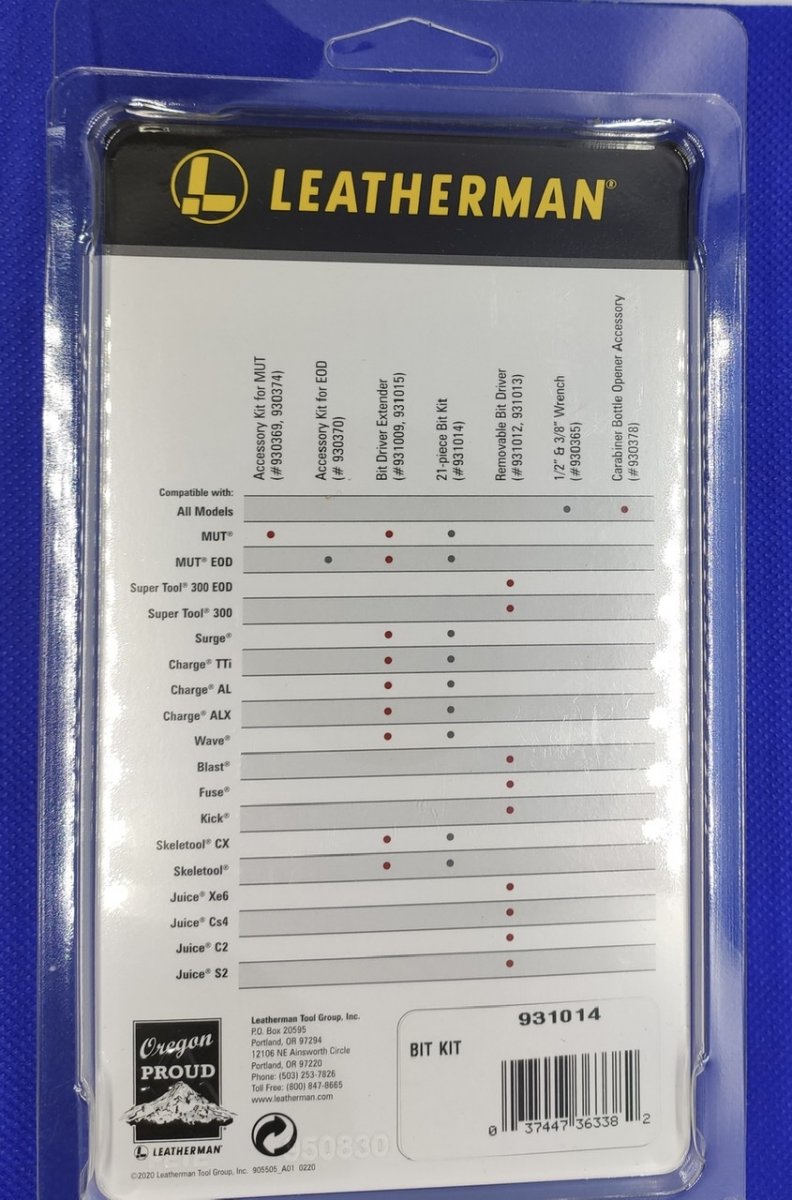 LEATHERMAN®
Accessory Kit for MUT
(#930369, 930374)
Accessory Kit for EOD
(# 930370)
Bit Driver Extender
(#931009, 931015)
21-piece Bit Kit
(#931014)
Removable Bit Driver
(#931012, 931013)
1/2" & 3/8" Wrench
(#930365)
Carabiner Bottle Opener Accessory
(#930378)
Compatible with:
All Models
MUT®
MUT® EOD
Super Tool® 300 EOD
Super Tool® 300
Surge®
Charge® TTi
Charge® AL
Charge® ALX
Wave®
Blast®
Fuse®
Kick®
Skeletool® CX
Skeletool®
Juice® Xe6
Juice® Cs4
Juice® C2
Juice® S2
Oregon
PROUD
LEATHERMAN®
Leatherman Tool Group, Inc.
P.O. Box 20595
Portland, OR 97294
12106 NE Ainsworth Circle
Portland, OR 97220
Phone: (503) 253-7826
Toll Free: (800) 847-8665
www.leatherman.com
931014
BIT KIT
0 37447 36338 2
©2020 Leatherman Tool Group, Inc. 905505_A01 0220